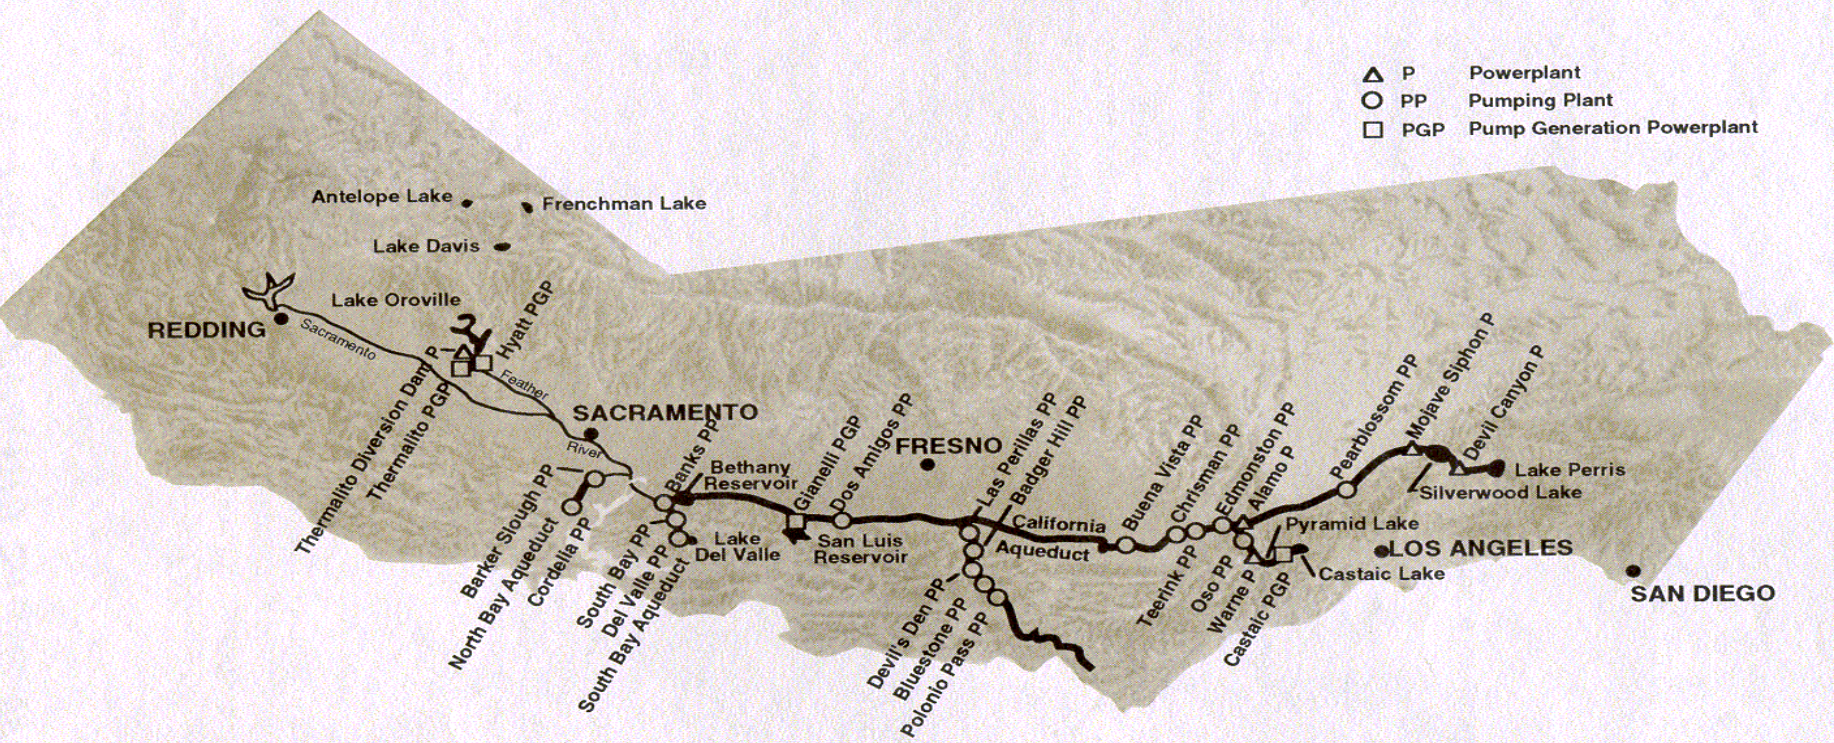 P Powerplant
PP Pumping Plant
PGP Pump Generation Powerplant
Antelope Lake
Frenchman Lake
Lake Davis
Lake Oroville
REDDING
Sacramento
Hyatt PGP
Thermalito Diversion Dam P
Thermalito PGP
Feather
SACRAMENTO
River
Banks PP
Bethany
Reservoir
Barker Slough PP
North Bay Aqueduct
Cordelia PP
South Bay PP
Del Valle PP
South Bay Aqueduct
Lake
Del Valle
Gianelli PGP
Dos Amigos PP
San Luis
Reservoir
FRESNO
Las Perillas PP
Badger Hill PP
California
Aqueduct
Devil's Den PP
Bluestone PP
Polonio Pass PP
Buena Vista PP
Teerink PP
Chrisman PP
Edmonston PP
Alamo P
Oso PP
Warne P
Castaic PGP
Pyramid Lake
Castaic Lake
Pearblossom PP
Mojave Siphon P
Devil Canyon P
Lake Perris
Silverwood Lake
LOS ANGELES
SAN DIEGO